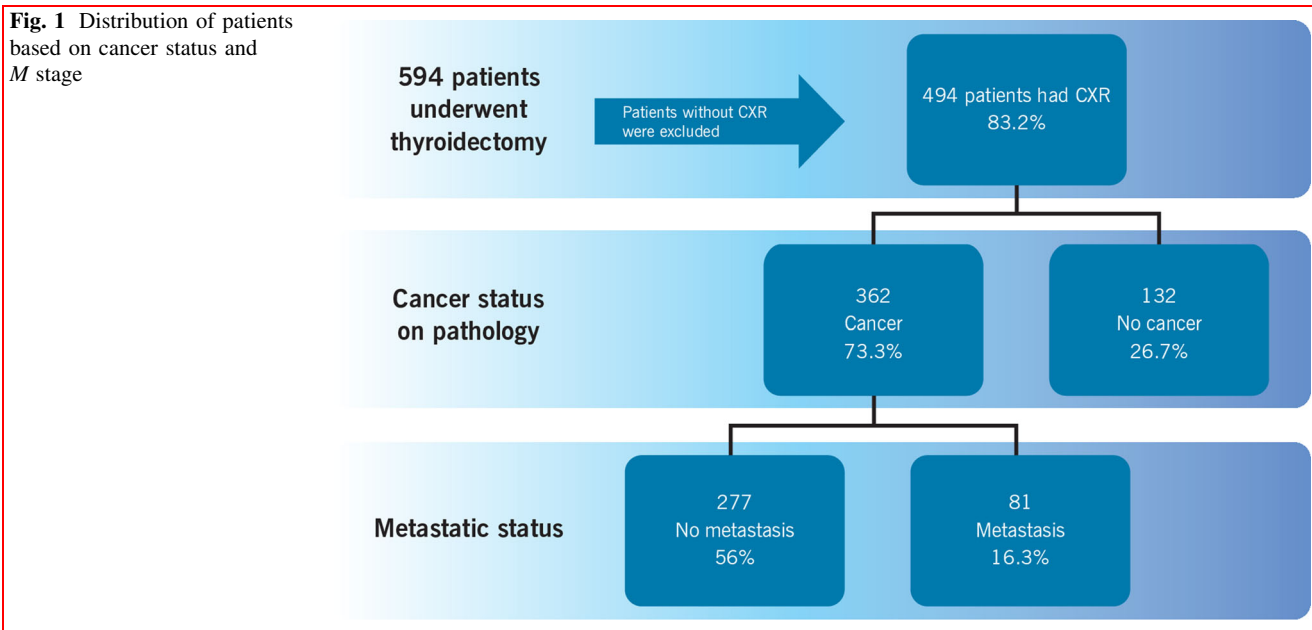 Fig. 1 Distribution of patients
based on cancer status and
M stage
594 patients
underwent
thyroidectomy
Patients without CXR
were excluded
494 patients had CXR
83.2%
Cancer status
on pathology
362
Cancer
73.3%
132
No cancer
26.7%
Metastatic status
277
No metastasis
56%
81
Metastasis
16.3%